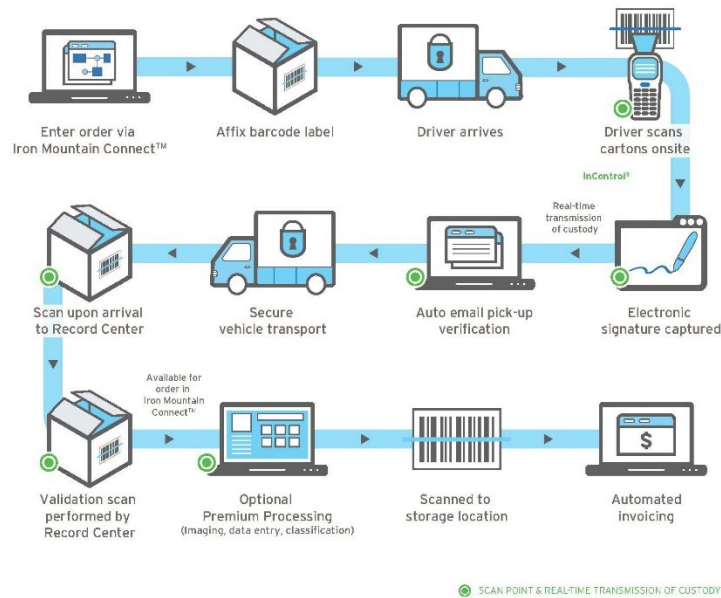 Enter order via
Iron Mountain Connect™
Affix barcode label
Driver arrives
Driver scans
cartons onsite
InControl®
Real-time
transmission
of custody
Scan upon arrival
to Record Center
Secure
vehicle transport
Auto email pick-up
verification
Electronic
signature captured
Available for
order in
Iron Mountain
Connect™
Validation scan
performed by
Record Center
Optional
Premium Processing
(Imaging, data entry, classification)
Scanned to
storage location
$
Automated
invoicing
SCAN POINT & REAL-TIME TRANSMISSION OF CUSTODY